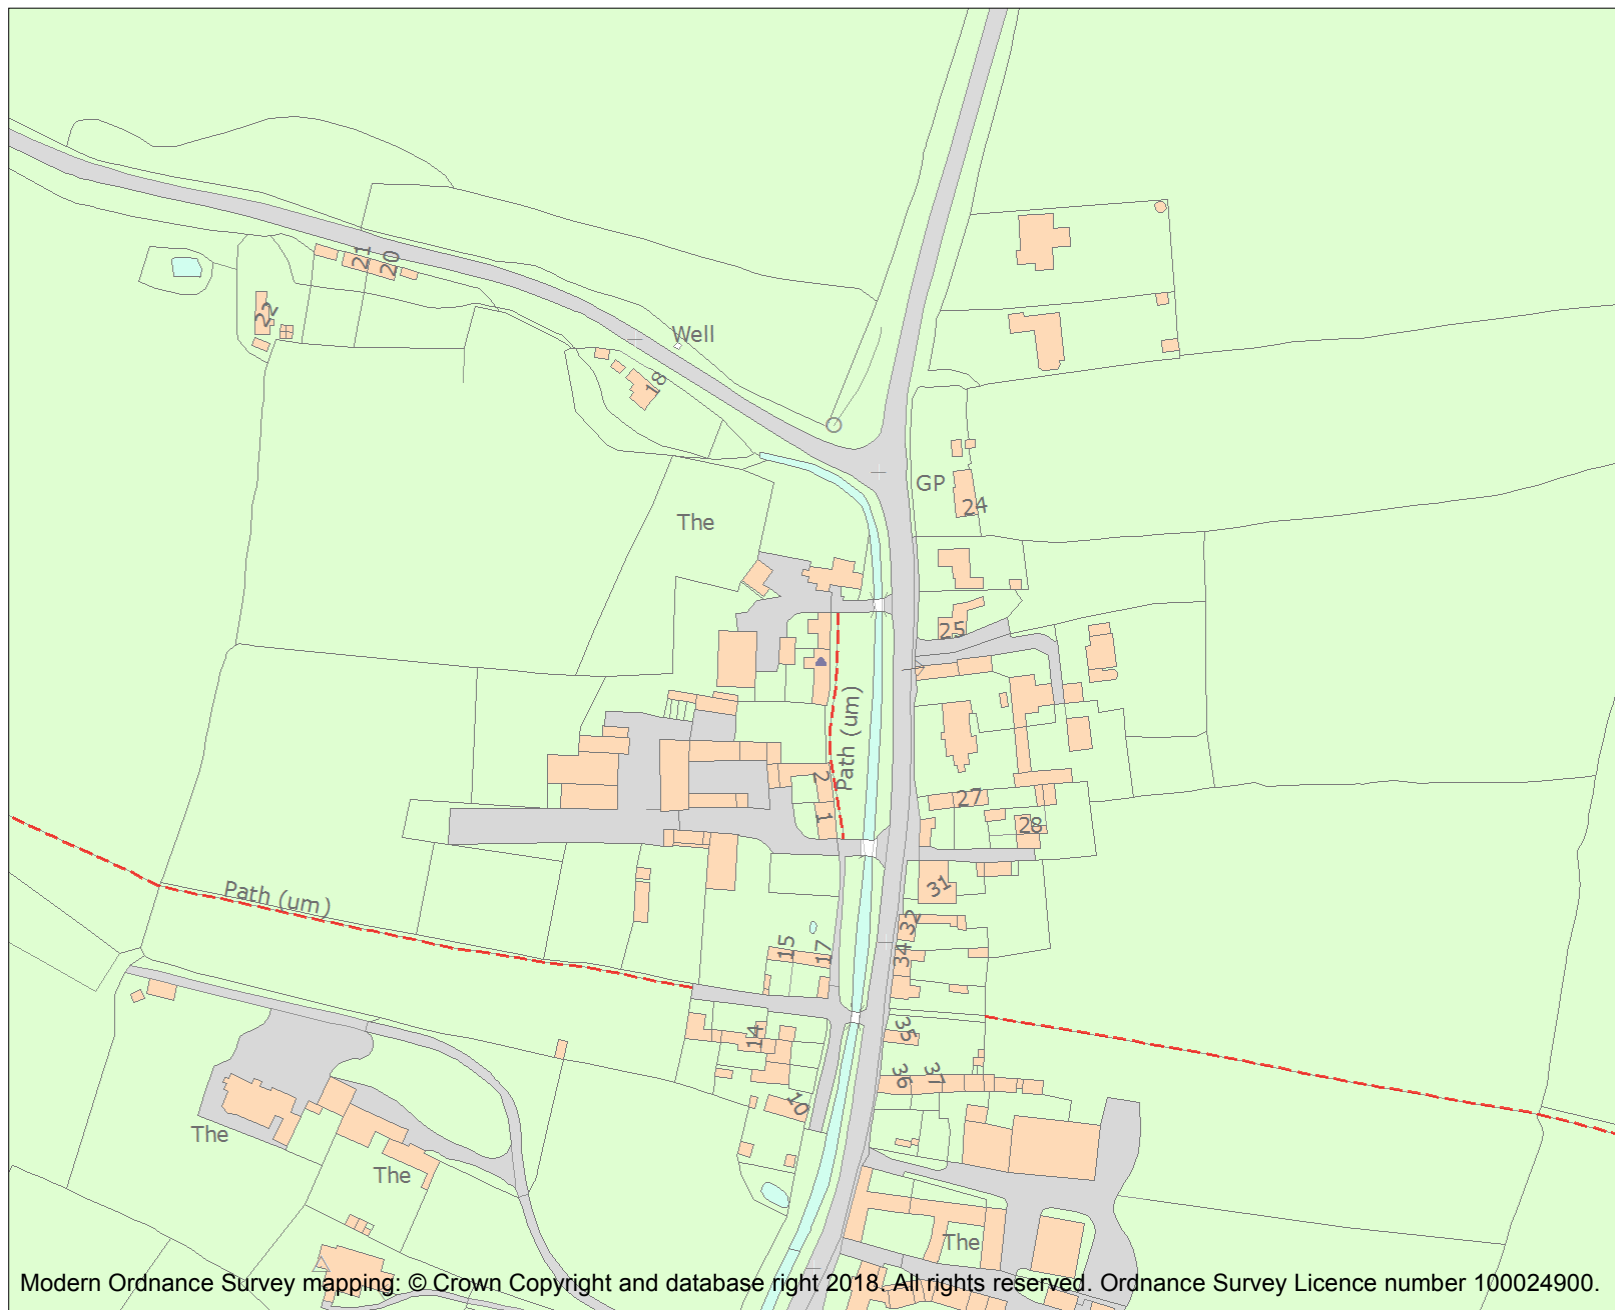 21
20
22
Well
18
GP
24
The
25
Path (um)
2
1
27
28
31
32
34
Path (um)
15
17
14
35
36
37
10
The
The
The
Modern Ordnance Survey mapping: © Crown Copyright and database right 2018. All rights reserved. Ordnance Survey Licence number 100024900.